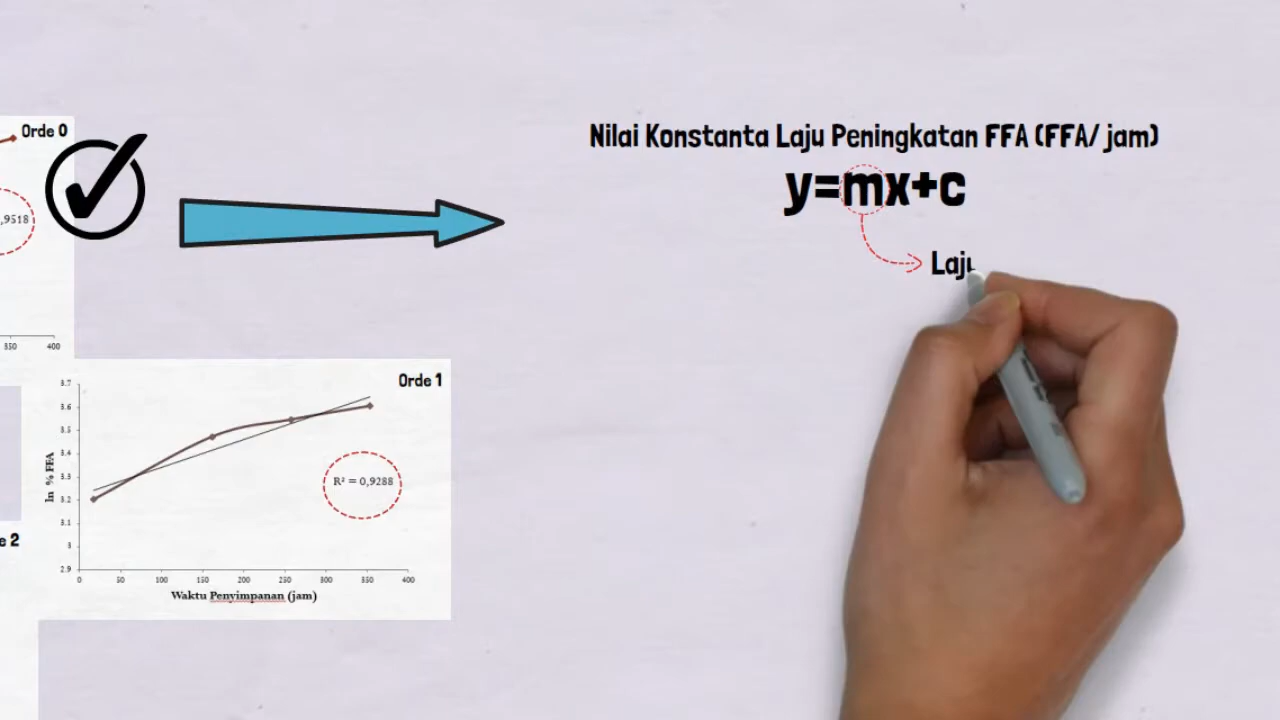 Orde 0
,9518
350 400
Nilai Konstanta Laju Peningkatan FFA (FFA/ jam)
y=mx+c
Laju
Orde 1
3.7
3.6
3.5
3.4
3.3
3.2
3.1
3
2.9
ln % FFA
R² = 0,9288
0 50 100 150 200 250 300 350 400
Waktu Penyimpanan (jam)
e 2